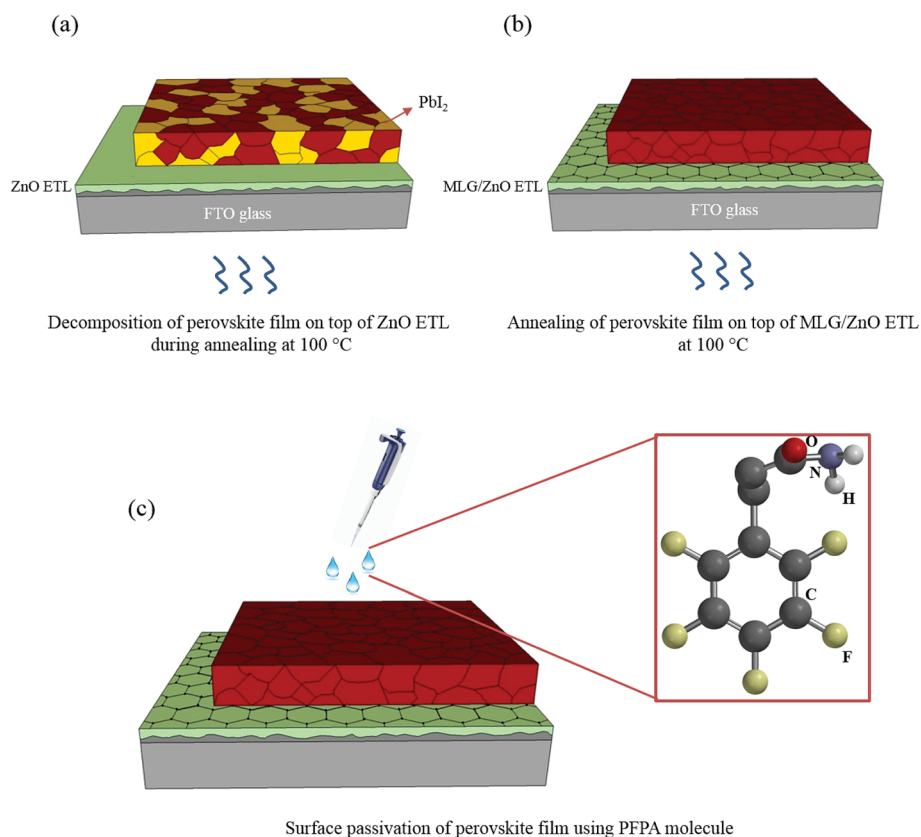 (a)
(b)
PbI₂
ZnO ETL
MLG/ZnO ETL
FTO glass
FTO glass
Decomposition of perovskite film on top of ZnO ETL
during annealing at 100 °C
Annealing of perovskite film on top of MLG/ZnO ETL
at 100 °C
(c)
O
N
H
C
F
Surface passivation of perovskite film using PFPA molecule